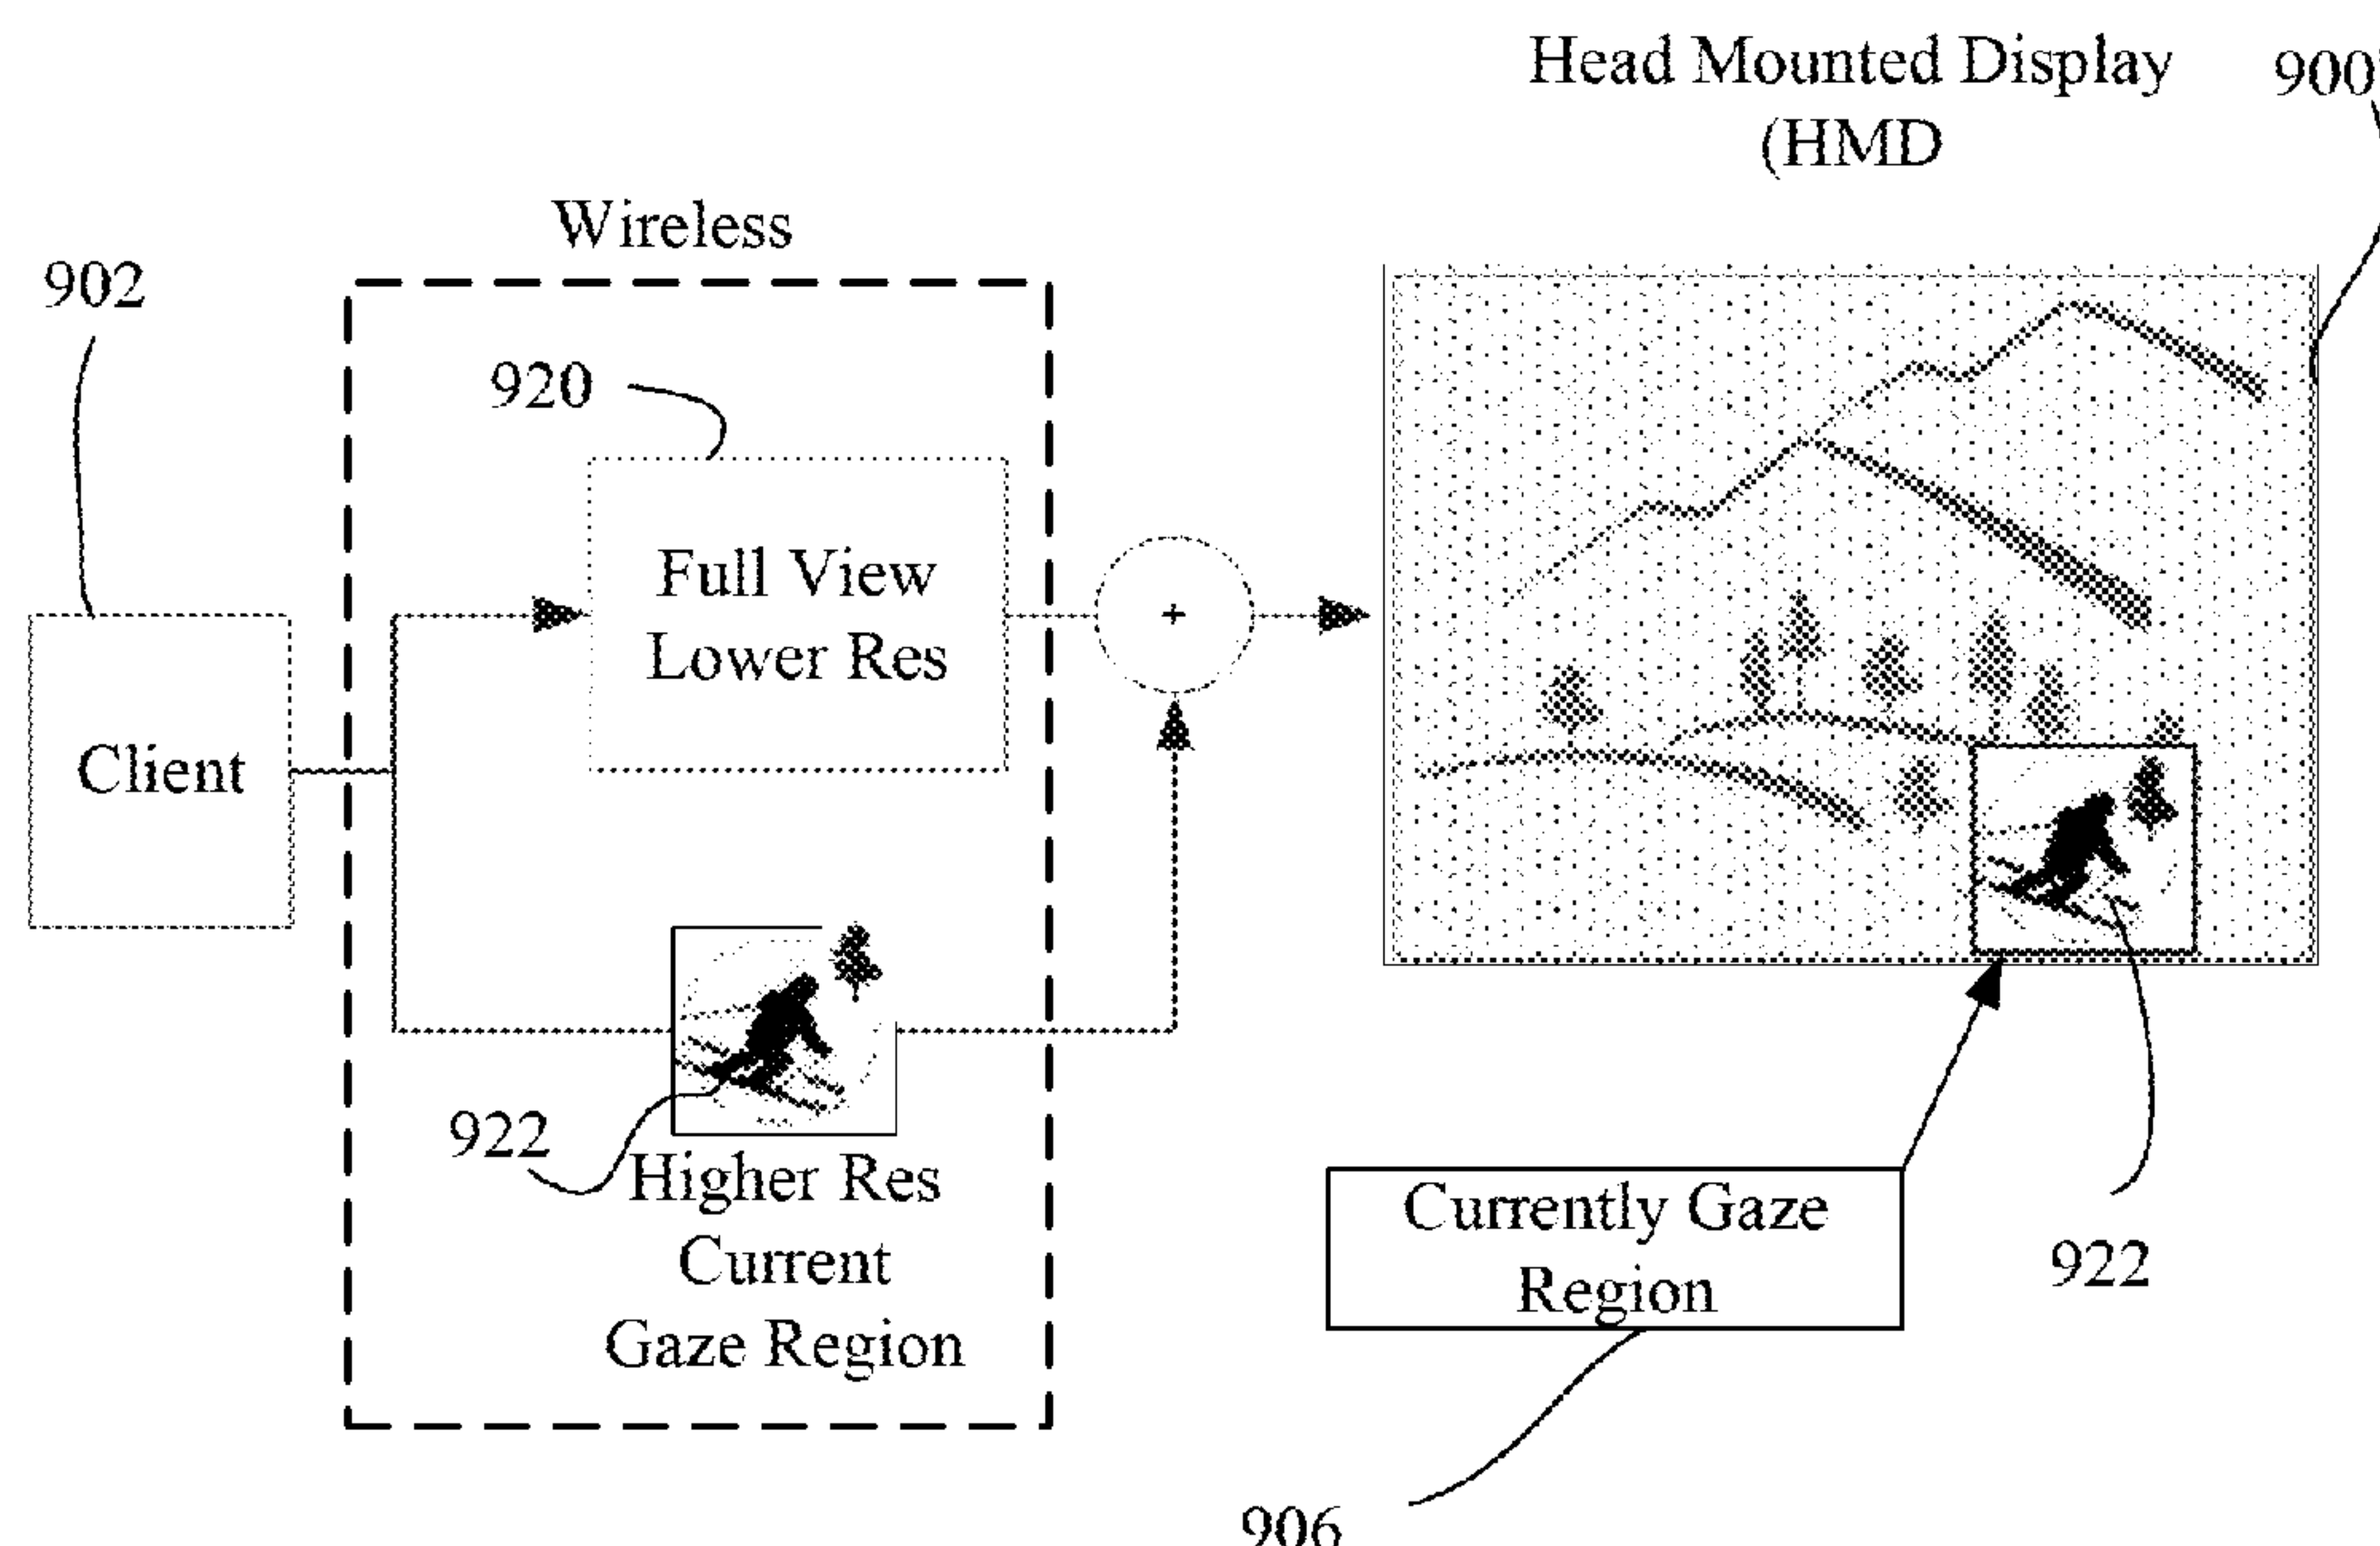 Head Mounted Display
(HMD
900
Wireless
902
920
Full View
Lower Res
+
Client
922
Higher Res
Current
Gaze Region
Currently Gaze
Region
922
906